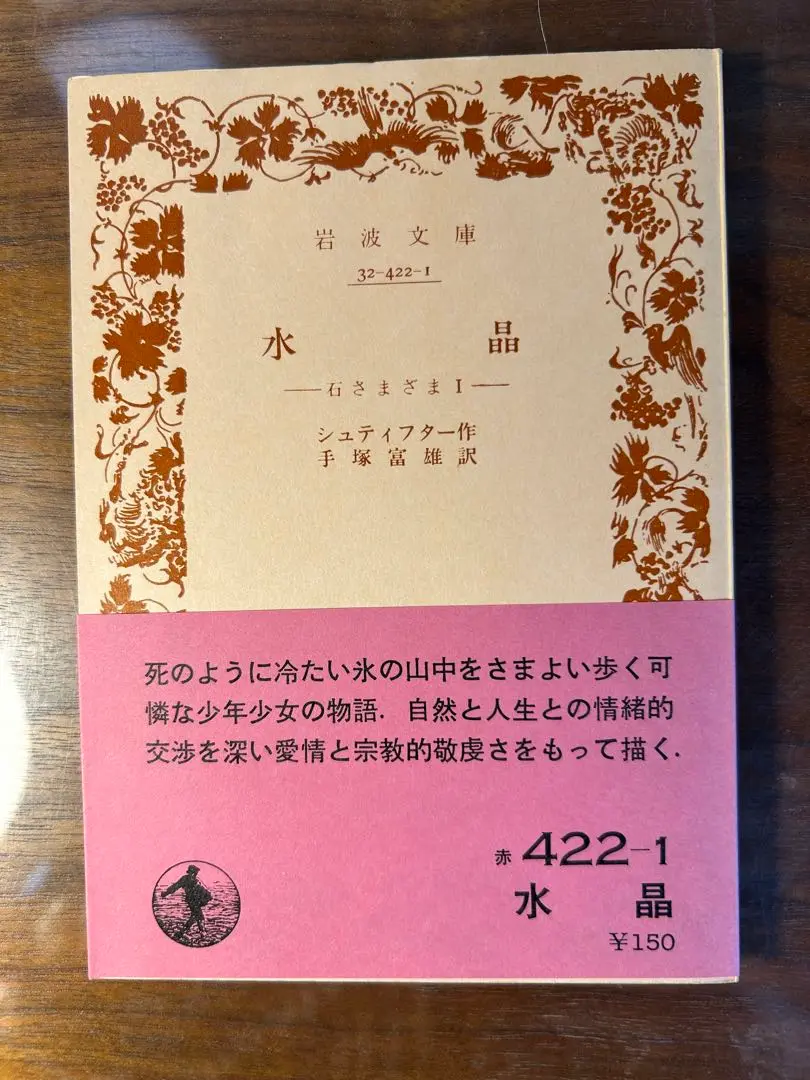 岩波文庫
32-422-1
水晶
―石さまざまⅠ―
シュティフター作
手塚富雄訳
死のように冷たい氷の山中をさまよい歩く可
憐な少年少女の物語. 自然と人生との情緒的
交渉を深い愛情と宗教的敬虔さをもって描く.
赤 422-1
水晶
¥150